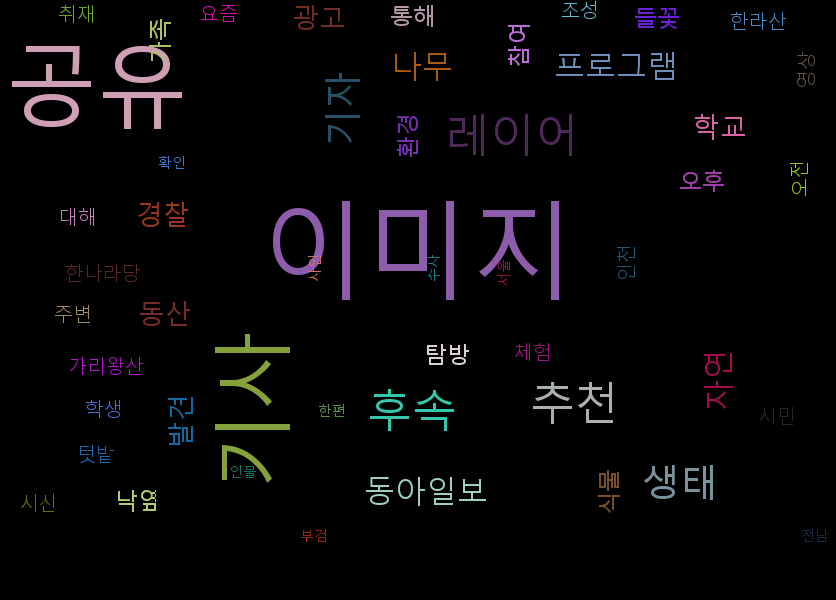 취재
요즘
광고
통해
조성
들꽃
한라산
가족
공유
참여
나무
프로그램
영상
기자
환경
레이오
학교
확인
오후
오전
대해
경찰
이미지
사건
수사
서울
인천
한나라당
주변
동산
기사
탐방
체험
가리왕산
자연
학생
발견
한편
후속
추천
시민
텃밭
인물
동아일보
식물
생태
시신
낙엽
부검
전남